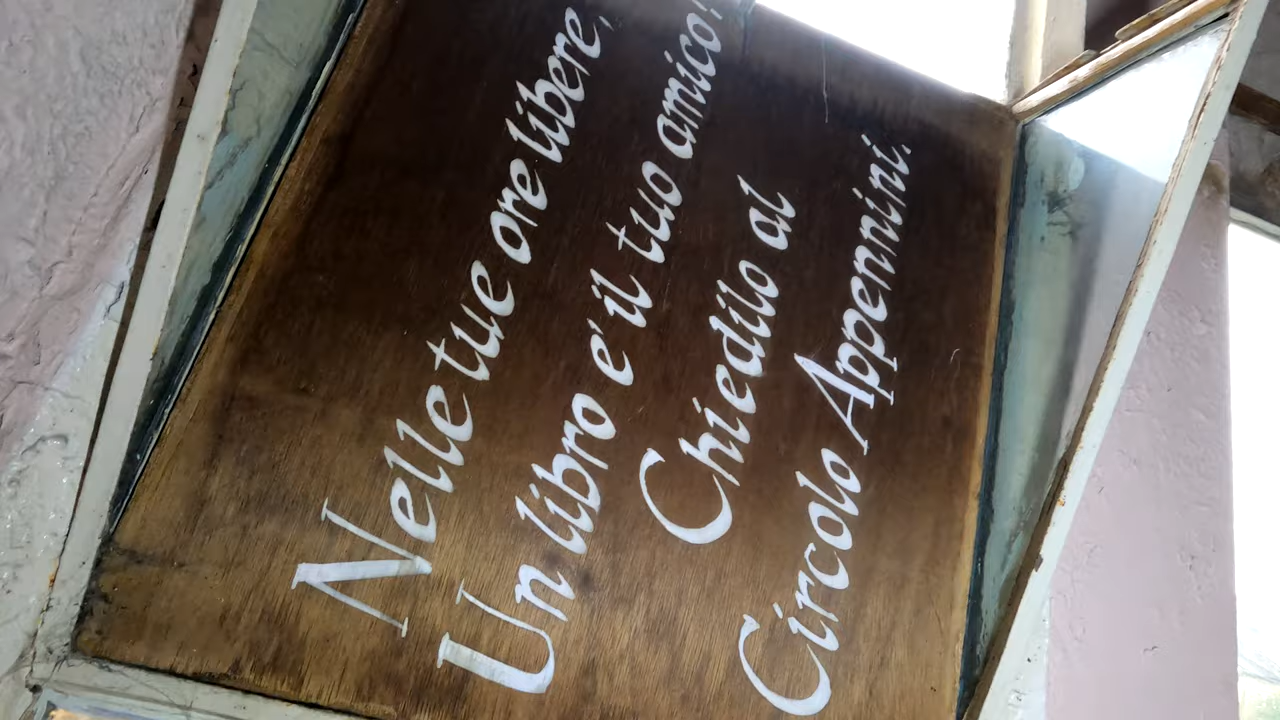 Nelle tue ore libere,
Un libro e' il tuo amico!
Chiedilo al
Circolo Appennini.